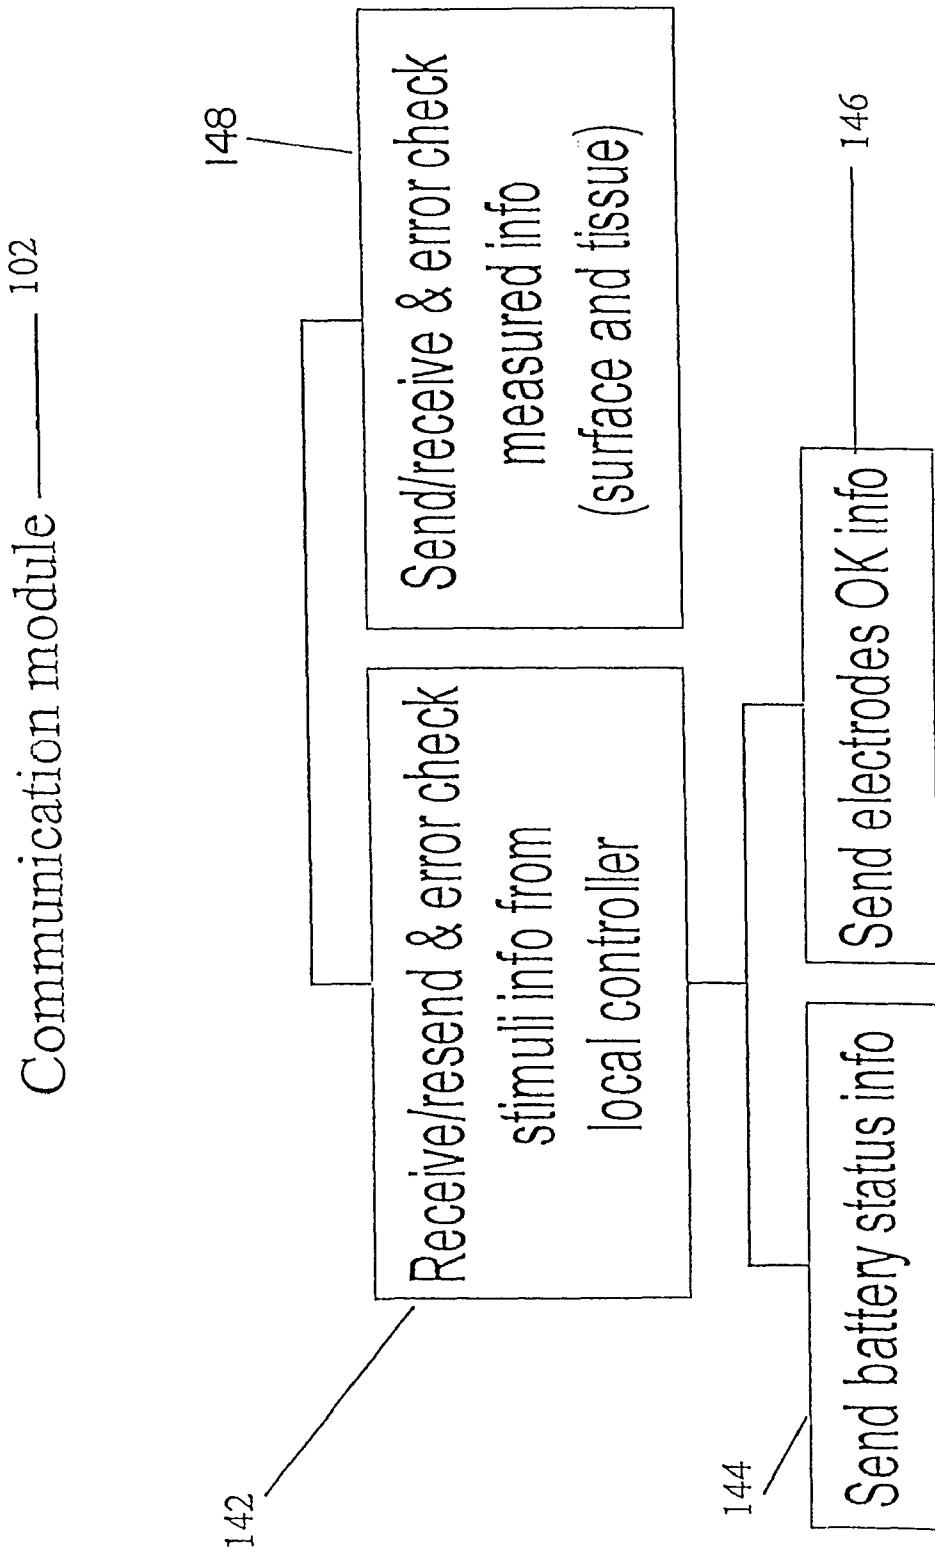 Communication module 102
148
Receive/resend & error check
stimuli info from
local controller
Send/receive & error check
measured info
(surface and tissue)
142
146
144
Send battery status info
Send electrodes OK info